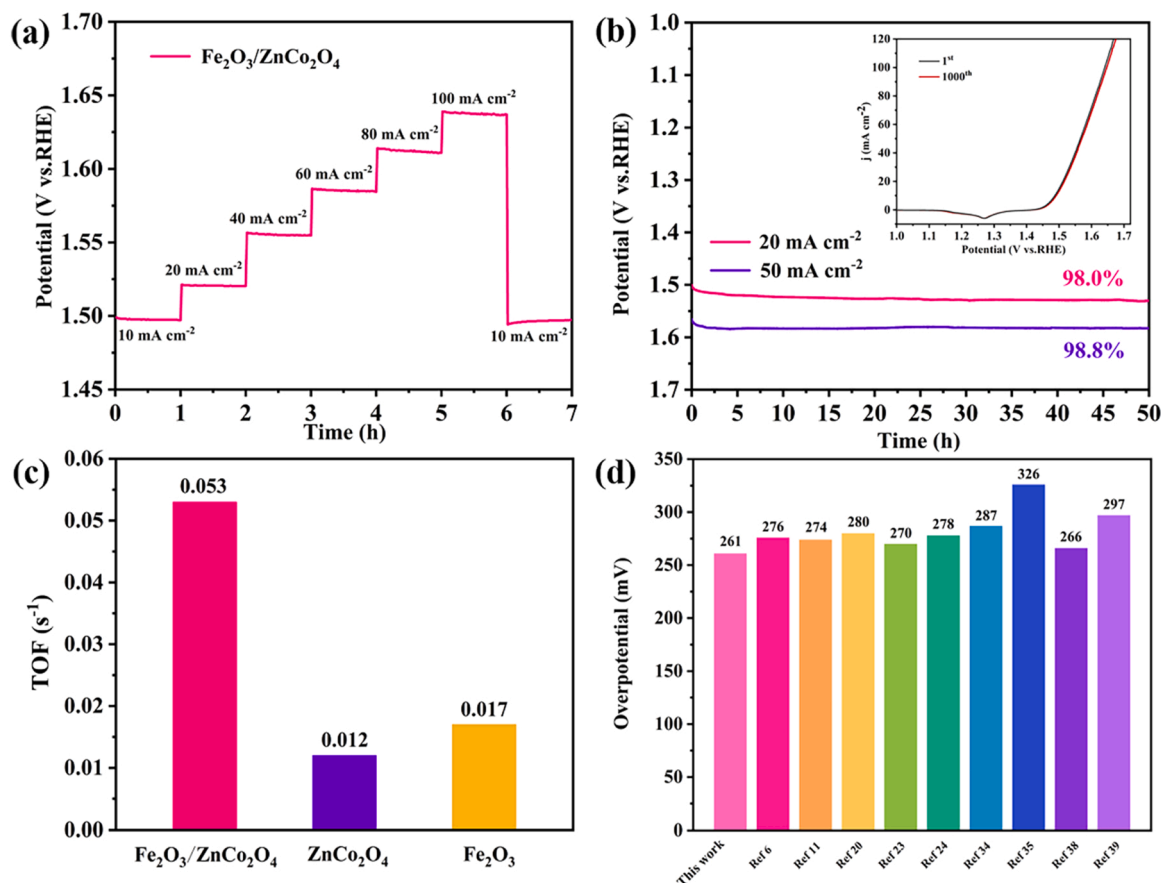 (a)
1.70
1.65
1.60
1.55
1.50
1.45
Potential (V vs.RHE)
Fe₂O₃/ZnCo₂O₄
100 mA cm⁻²
80 mA cm⁻²
60 mA cm⁻²
40 mA cm⁻²
20 mA cm⁻²
10 mA cm⁻²
10 mA cm⁻²
0 1 2 3 4 5 6 7
Time (h)
(b)
1.0
1.1
1.2
1.3
1.4
1.5
1.6
1.7
Potential (V vs.RHE)
120
100
80
60
40
20
0
j (mA cm⁻²)
1ˢᵗ
1000ᵗʰ
1.0 1.1 1.2 1.3 1.4 1.5 1.6 1.7
Potential (V vs.RHE)
20 mA cm⁻²
50 mA cm⁻²
98.0%
98.8%
0 5 10 15 20 25 30 35 40 45 50
Time (h)
(c)
0.06
0.05
0.04
0.03
0.02
0.01
0.00
TOF (s⁻¹)
0.053
0.012
0.017
Fe₂O₃/ZnCo₂O₄ ZnCo₂O₄ Fe₂O₃
(d)
350
300
250
200
150
100
50
0
Overpotential (mV)
261 276 274 280 270 278 287 326 266 297
This work Ref 6 Ref 11 Ref 20 Ref 23 Ref 24 Ref 34 Ref 35 Ref 38 Ref 39